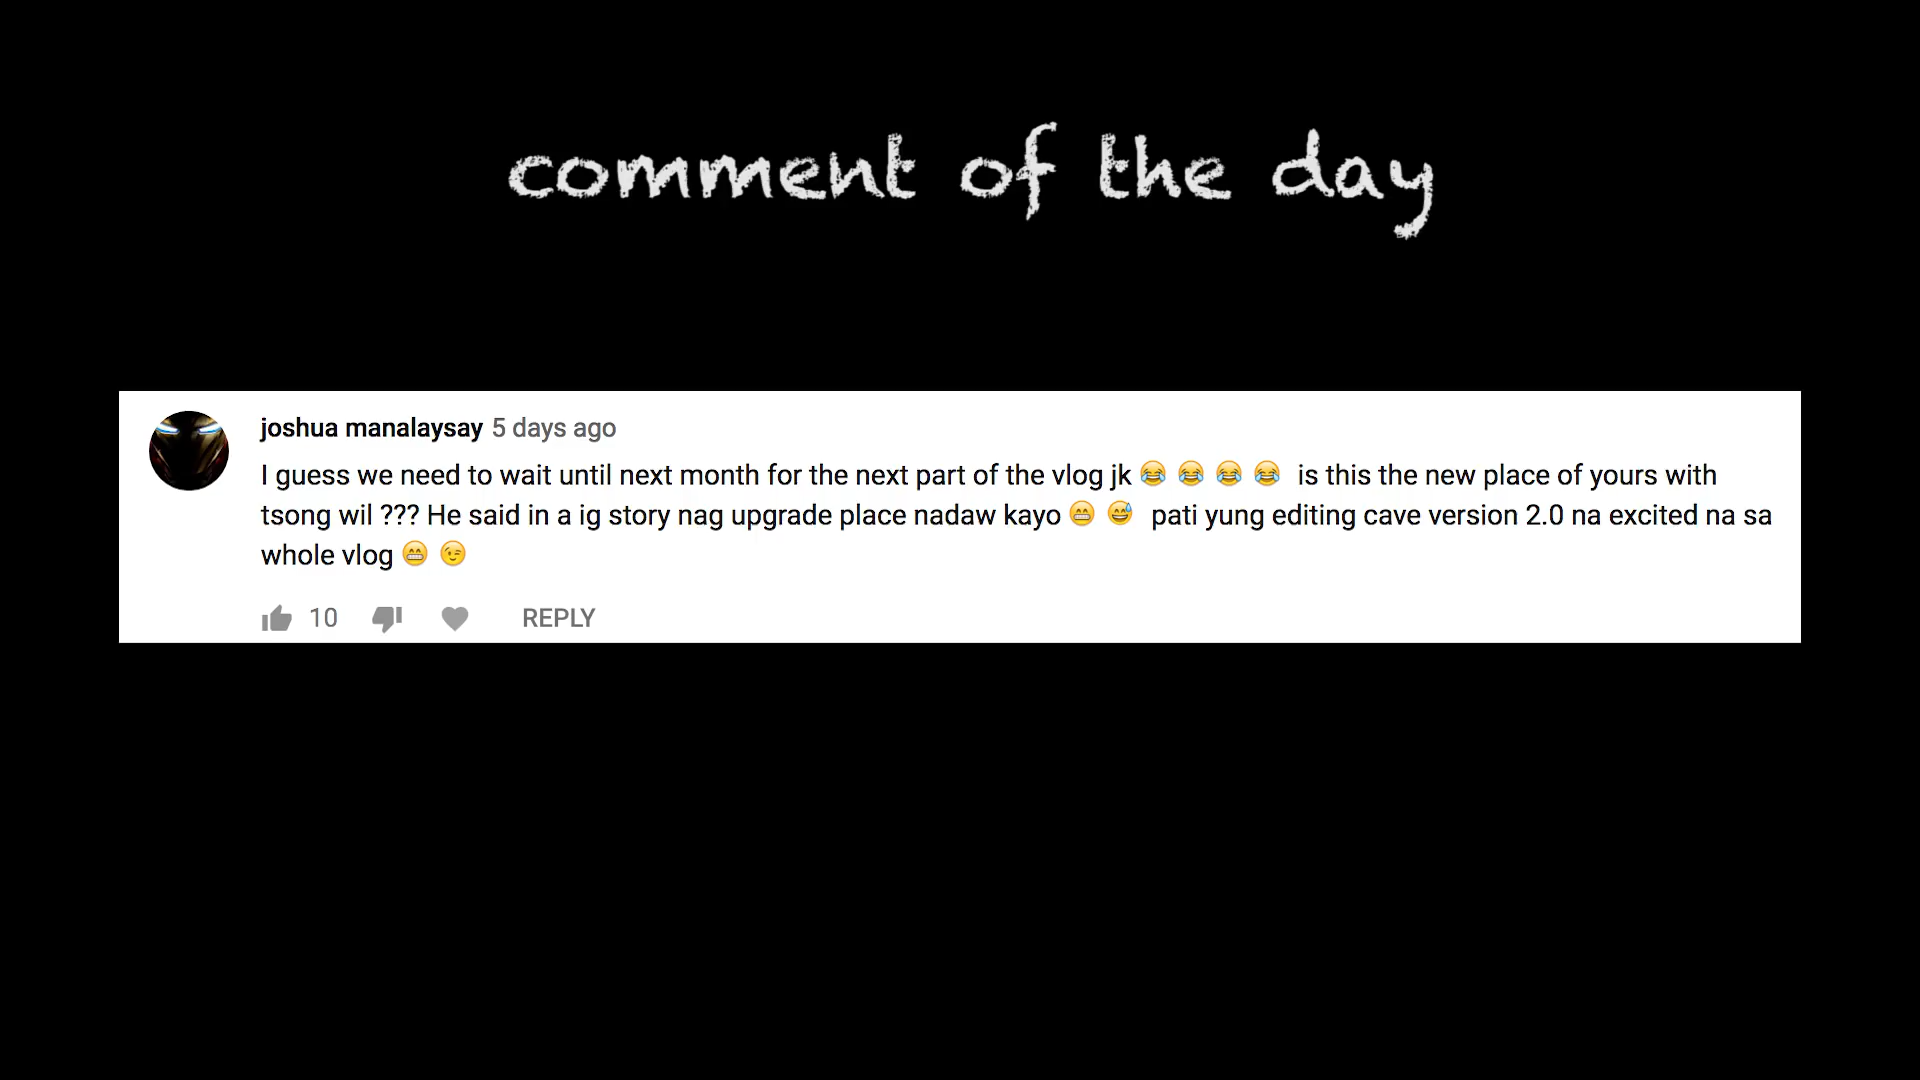 comment of the day
joshua manalaysay 5 days ago
I guess we need to wait until next month for the next part of the vlog jk 😂 😂 😂 😂 is this the new place of yours with
tsong wil ??? He said in a ig story nag upgrade place nadaw kayo 😁 😅 pati yung editing cave version 2.0 na excited na sa
whole vlog 😁 😉
10 REPLY